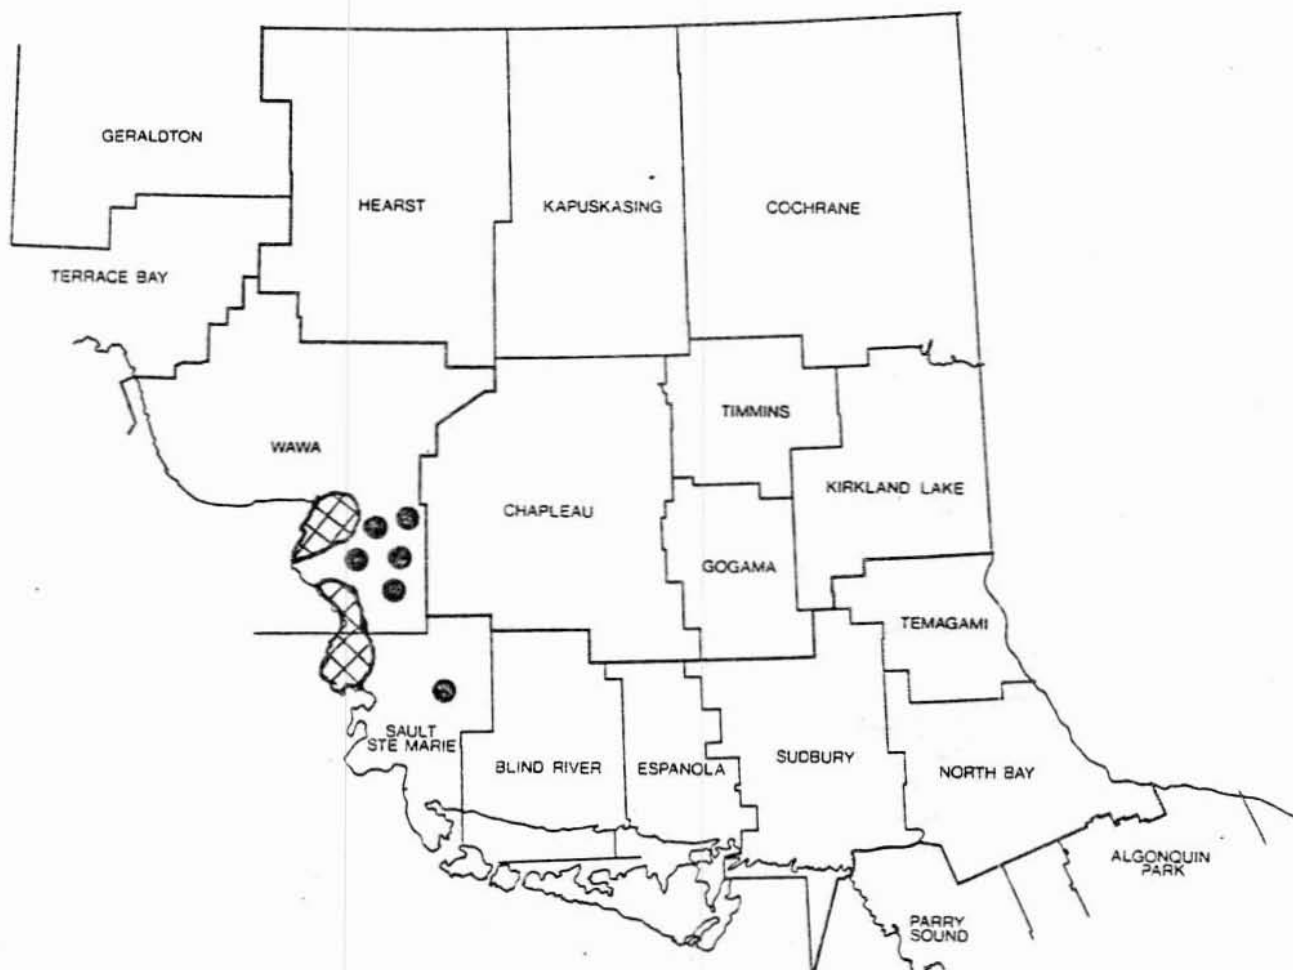 GERALDTON
HEARST
KAPUSKASING
COCHRANE
TERRACE BAY
TIMMINS
WAWA
KIRKLAND LAKE
CHAPLEAU
GOGAMA
TEMAGAMI
SAULT
STE MARIE
BLIND RIVER
ESPANOLA
SUDBURY
NORTH BAY
ALGONQUIN
PARK
PARRY
SOUND